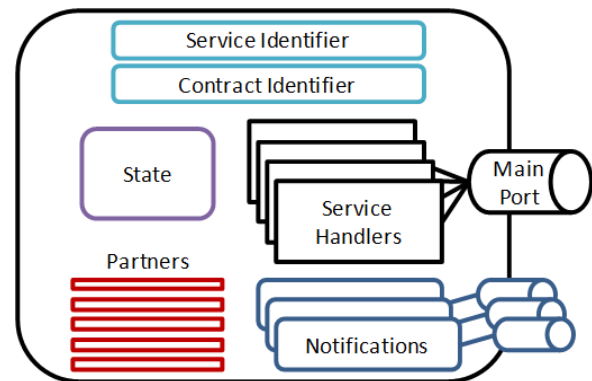 Service Identifier
Contract Identifier
State
Main
Port
Service
Handlers
Partners
Notifications